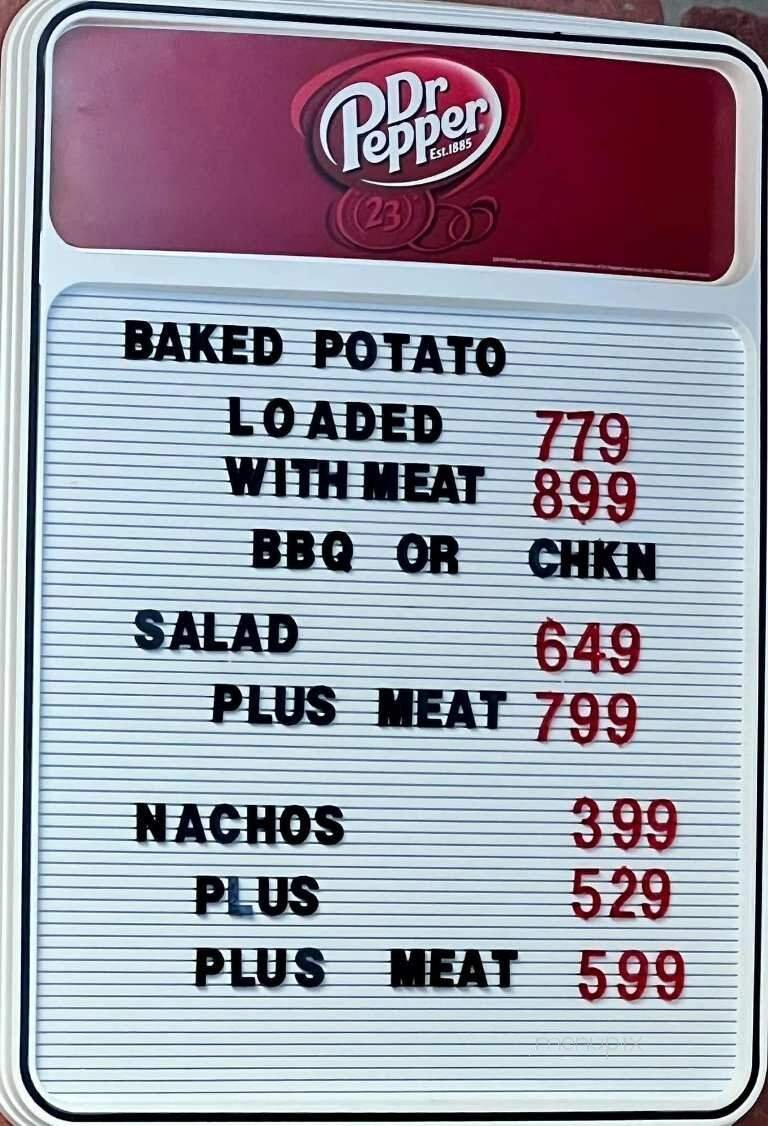 Dr Pepper
Est.1885
23
BAKED POTATO
LOADED 779
WITH MEAT 899
BBQ OR CHKN
SALAD 649
PLUS MEAT 799
NACHOS 399
PLUS 529
PLUS MEAT 599
menupix